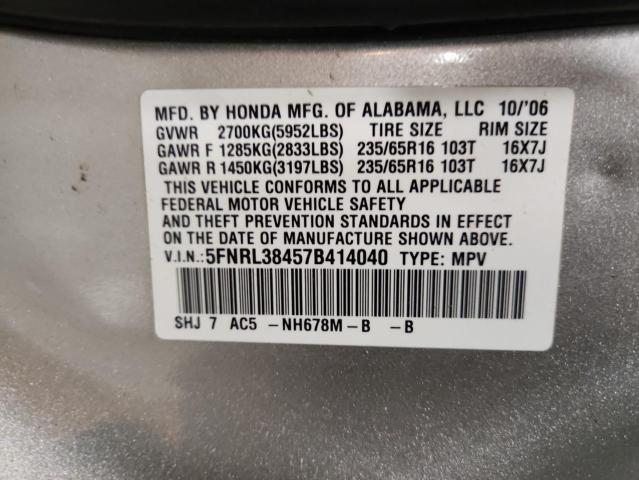 MFD. BY HONDA MFG. OF ALABAMA, LLC 10/'06
GVWR 2700KG(5952LBS) TIRE SIZE RIM SIZE
GAWR F 1285KG(2833LBS) 235/65R16 103T 16X7J
GAWR R 1450KG(3197LBS) 235/65R16 103T 16X7J
THIS VEHICLE CONFORMS TO ALL APPLICABLE
FEDERAL MOTOR VEHICLE SAFETY
AND THEFT PREVENTION STANDARDS IN EFFECT
ON THE DATE OF MANUFACTURE SHOWN ABOVE.
V.I.N.:5FNRL38457B414040 TYPE: MPV
SHJ 7 AC5 -NH678M-B -B